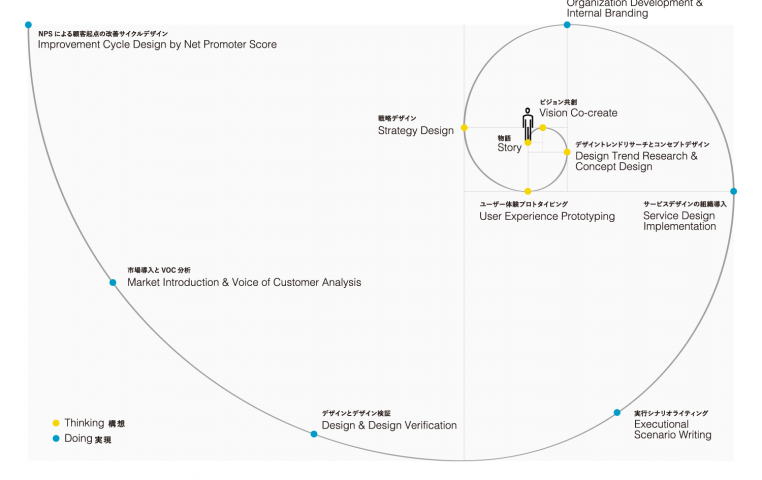 Organization Development &
Internal Branding
NPS による顧客起点の改善サイクルデザイン
Improvement Cycle Design by Net Promoter Score
ビジョン共創
Vision Co-create
戦略デザイン
Strategy Design
物語
Story
デザイントレンドリサーチとコンセプトデザイン
Design Trend Research &
Concept Design
ユーザー体験プロトタイピング
User Experience Prototyping
サービスデザインの組織導入
Service Design
Implementation
市場導入と VOC 分析
Market Introduction & Voice of Customer Analysis
デザインとデザイン検証
Design & Design Verification
実行シナリオライティング
Executional
Scenario Writing
Thinking 構想
Doing 実現